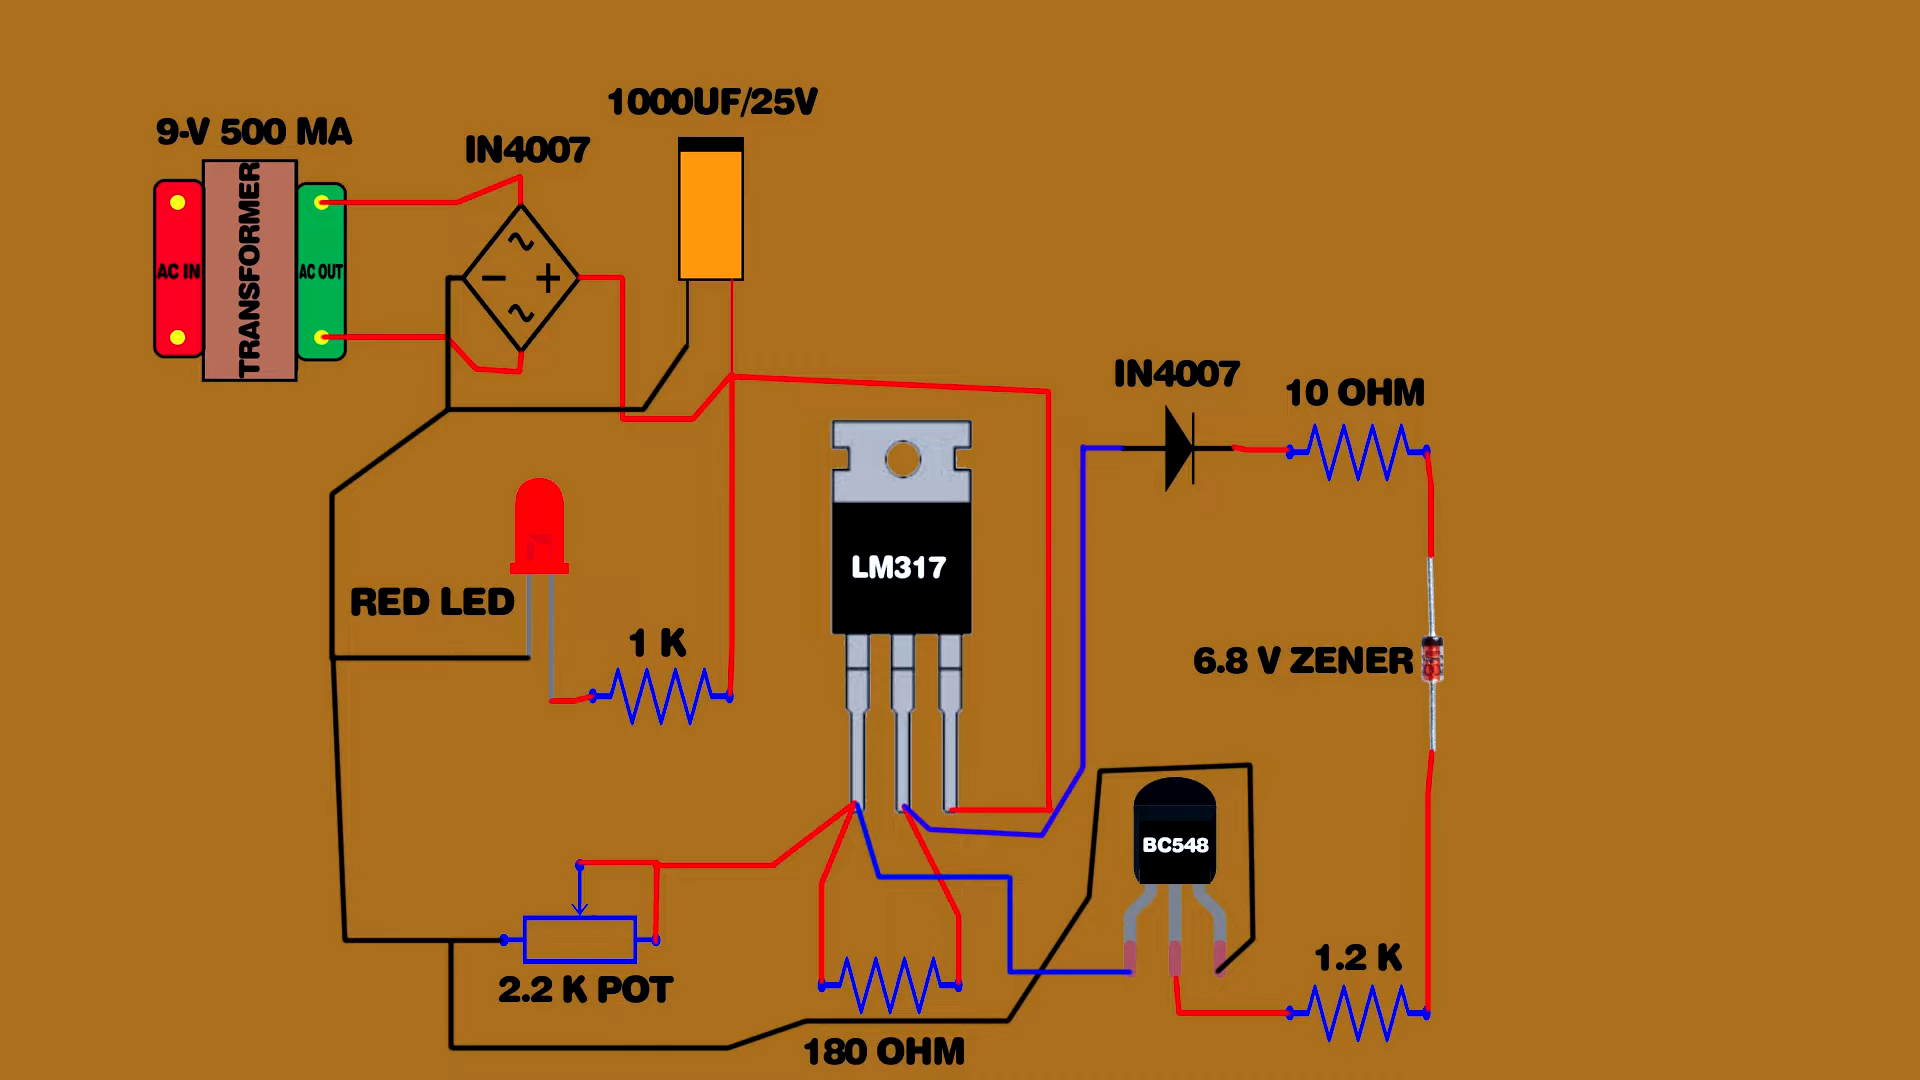 1000UF/25V
9-V 500 MA
IN4007
TRANSFORMER
AC IN
AC OUT
IN4007
10 OHM
LM317
RED LED
1 K
6.8 V ZENER
BC548
1.2 K
2.2 K POT
180 OHM